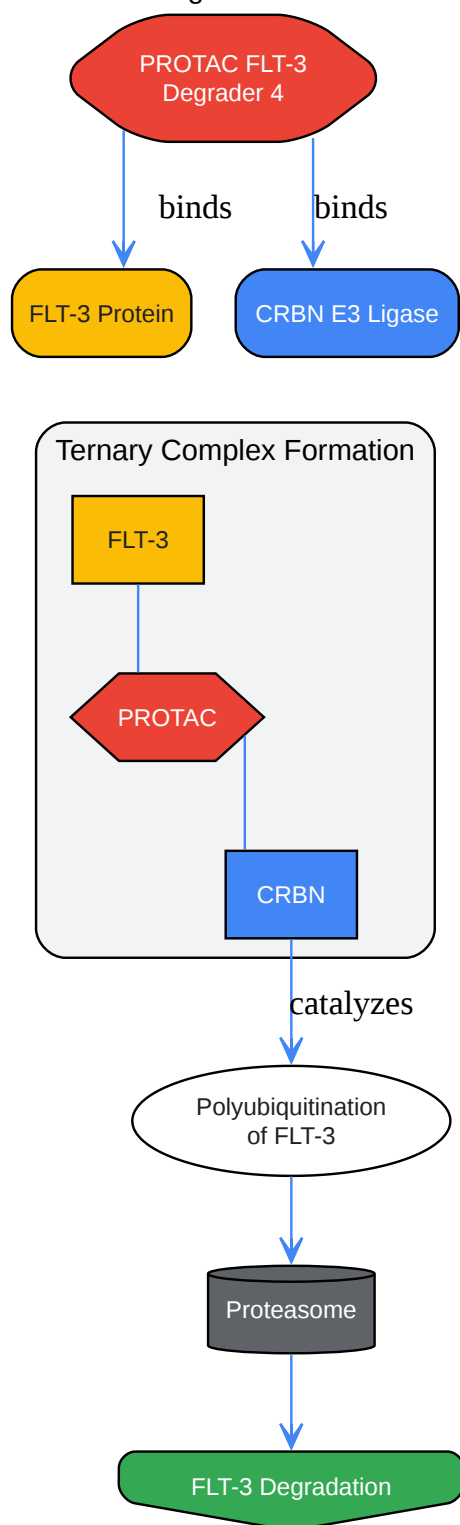 PROTAC FLT-3
Degrader 4
binds
binds
FLT-3 Protein
CRBN E3 Ligase
Ternary Complex Formation
FLT-3
PROTAC
CRBN
catalyzes
Polyubiquitination
of FLT-3
Proteasome
FLT-3 Degradation